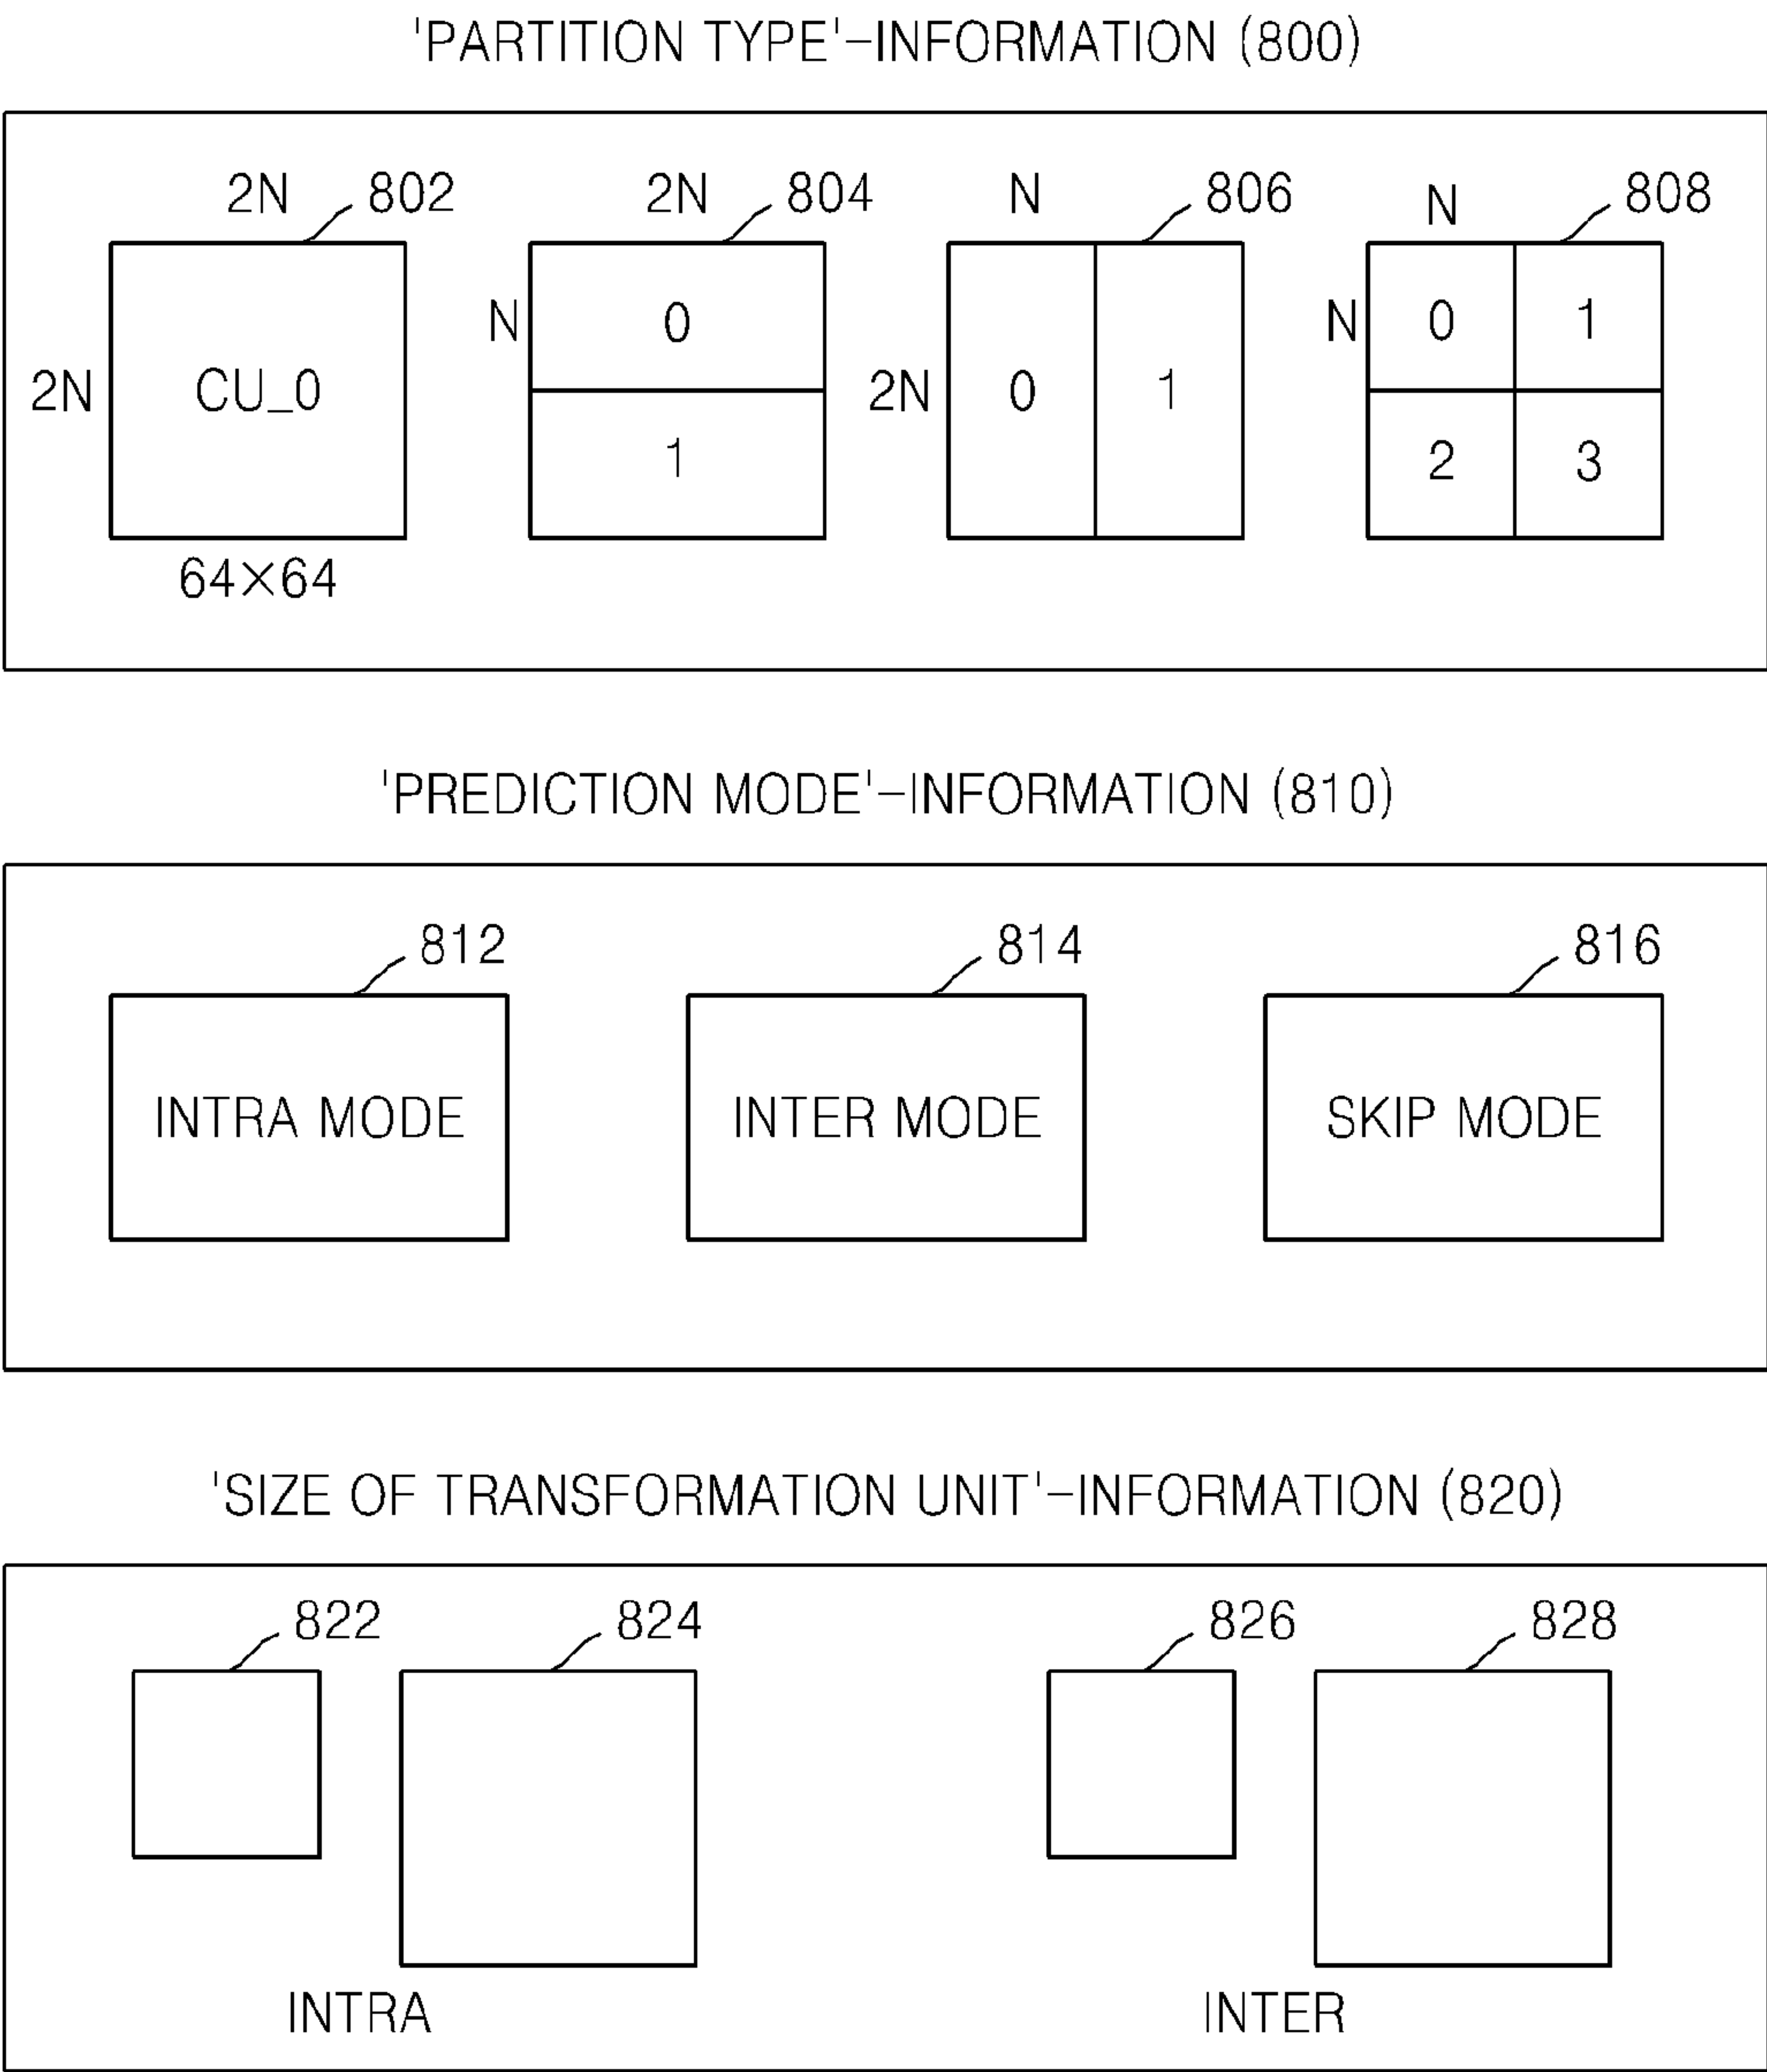 'PARTITION TYPE'-INFORMATION (800)
2N 802 2N 804 N 806 N 808
2N CU_0 N 0 1 2N 0 1 N 0 1 2 3
64×64
'PREDICTION MODE'-INFORMATION (810)
812 814 816
INTRA MODE INTER MODE SKIP MODE
'SIZE OF TRANSFORMATION UNIT'-INFORMATION (820)
822 824 826 828
INTRA INTER